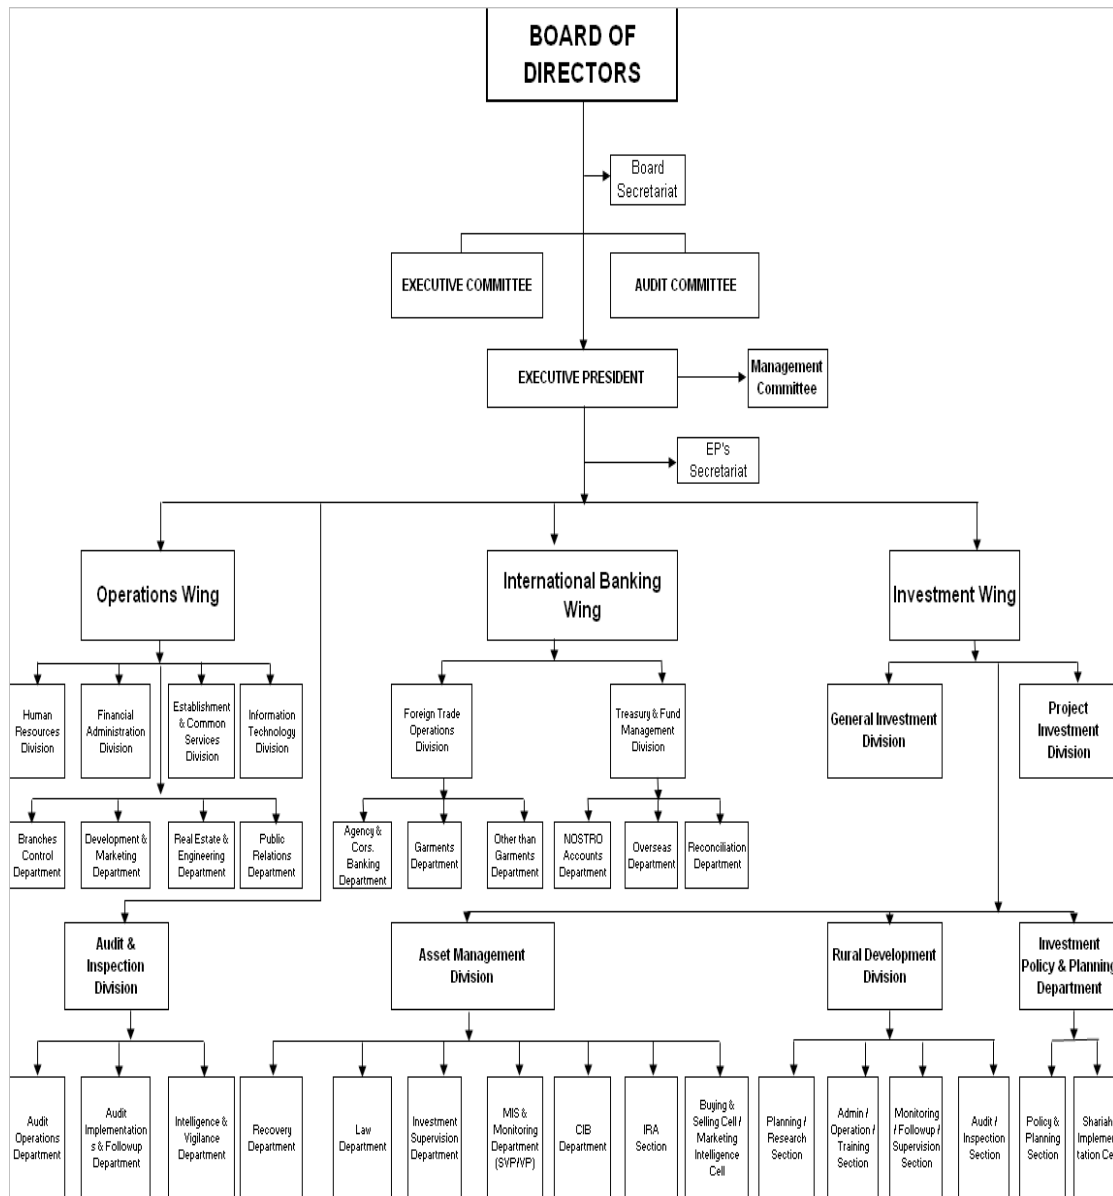 BOARD OF
DIRECTORS
Board
Secretariat
EXECUTIVE COMMITTEE
AUDIT COMMITTEE
EXECUTIVE PRESIDENT
Management
Committee
EP's
Secretariat
Operations Wing
International Banking
Wing
Investment Wing
Human
Resources
Division
Financial
Administration
Division
Establishment
& Common
Services
Division
Information
Technology
Division
Foreign Trade
Operations
Division
Treasury & Fund
Management
Division
General Investment
Division
Project
Investment
Division
Branches
Control
Department
Development &
Marketing
Department
Real Estate &
Engineering
Department
Public
Relations
Department
Agency &
Cors.
Banking
Department
Garments
Department
Other than
Garments
Department
NOSTRO
Accounts
Department
Overseas
Department
Reconciliation
Department
Audit &
Inspection
Division
Asset Management
Division
Rural Development
Division
Investment
Policy & Planning
Department
Audit
Operations
Department
Audit
Implementation
s & Followup
Department
Intelligence &
Vigilance
Department
Recovery
Department
Law
Department
Investment
Supervision
Department
MIS &
Monitoring
Department
(SVP/VP)
CIB
Department
IRA
Section
Buying &
Selling Cell /
Marketing
Intelligence
Cell
Planning /
Research
Section
Admin /
Operation /
Training
Section
Monitoring
/ Followup /
Supervision
Section
Audit /
Inspection
Section
Policy &
Planning
Section
Shariah
Implemen
tation Ce